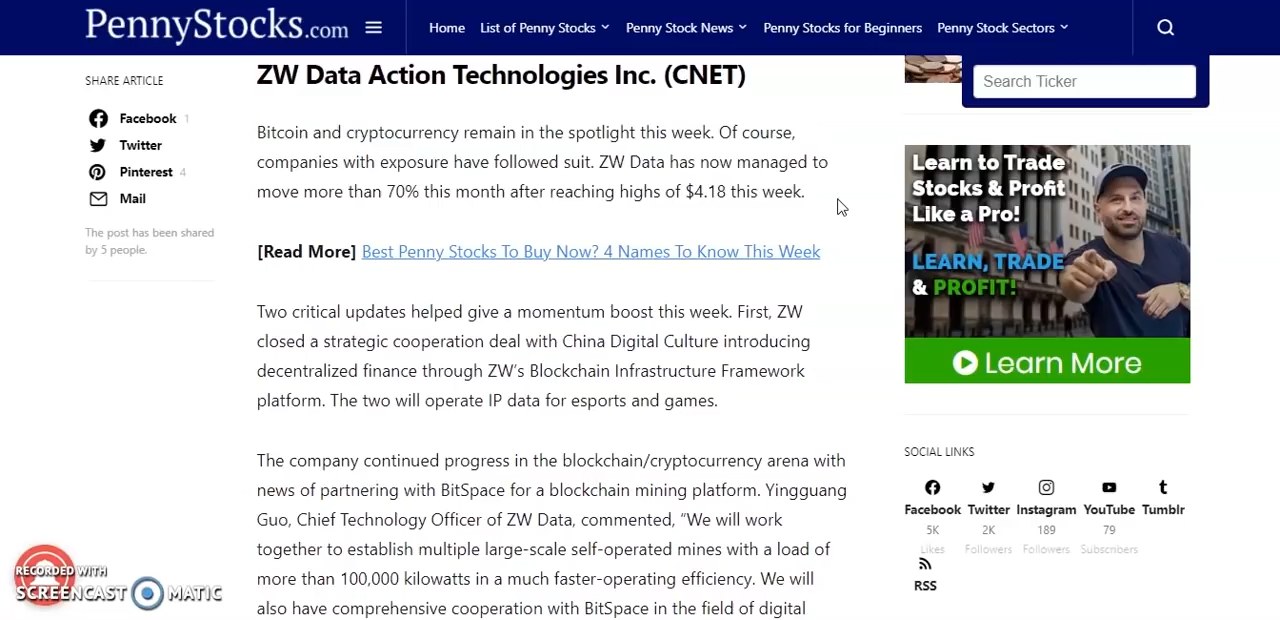 PennyStocks.com
Home List of Penny Stocks Penny Stock News Penny Stocks for Beginners Penny Stock Sectors
SHARE ARTICLE
Facebook 1
Twitter
Pinterest 4
Mail
The post has been shared
by 5 people.
ZW Data Action Technologies Inc. (CNET)
Bitcoin and cryptocurrency remain in the spotlight this week. Of course,
companies with exposure have followed suit. ZW Data has now managed to
move more than 70% this month after reaching highs of $4.18 this week.
[Read More] Best Penny Stocks To Buy Now? 4 Names To Know This Week
Two critical updates helped give a momentum boost this week. First, ZW
closed a strategic cooperation deal with China Digital Culture introducing
decentralized finance through ZW’s Blockchain Infrastructure Framework
platform. The two will operate IP data for esports and games.
The company continued progress in the blockchain/cryptocurrency arena with
news of partnering with BitSpace for a blockchain mining platform. Yingguang
Guo, Chief Technology Officer of ZW Data, commented, “We will work
together to establish multiple large-scale self-operated mines with a load of
more than 100,000 kilowatts in a much faster-operating efficiency. We will
also have comprehensive cooperation with BitSpace in the field of digital
Search Ticker
Learn to Trade
Stocks & Profit
Like a Pro!
LEARN, TRADE
& PROFIT!
Learn More
SOCIAL LINKS
Facebook Twitter Instagram YouTube Tumblr
5K 2K 189 79
Likes Followers Followers Subscribers
RSS
RECORDED WITH
SCREENCAST MATIC